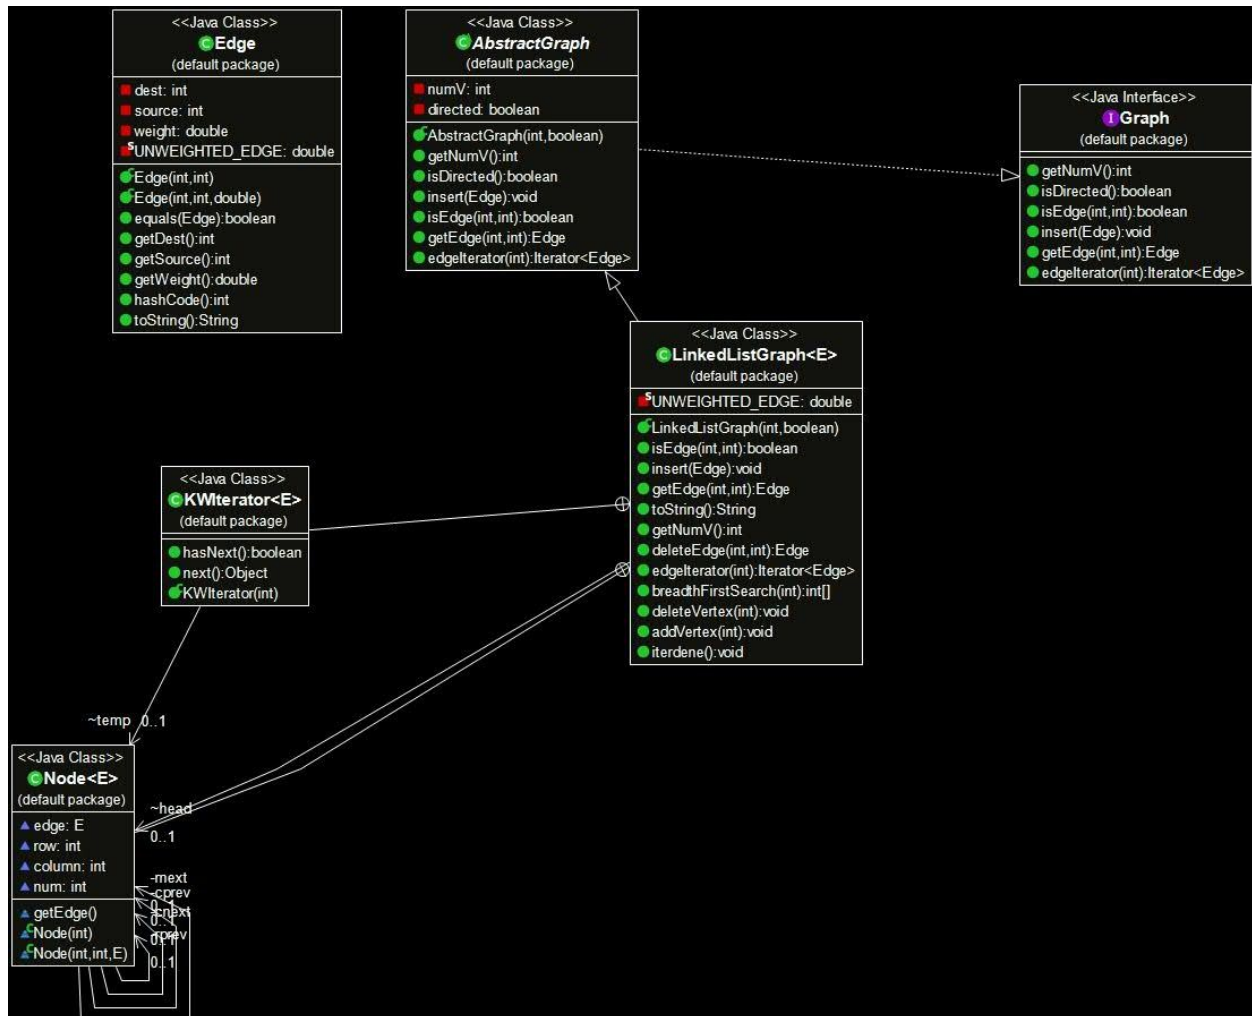 <<Java Class>>
Edge
(default package)
dest: int
source: int
weight: double
UNWEIGHTED_EDGE: double
Edge(int,int)
Edge(int,int,double)
equals(Edge):boolean
getDest():int
getSource():int
getWeight():double
hashCode():int
toString():String
<<Java Class>>
AbstractGraph
(default package)
numV: int
directed: boolean
AbstractGraph(int,boolean)
getNumV():int
isDirected():boolean
insert(Edge):void
isEdge(int,int):boolean
getEdge(int,int):Edge
edgeIterator(int):Iterator<Edge>
<<Java Interface>>
Graph
(default package)
getNumV():int
isDirected():boolean
isEdge(int,int):boolean
insert(Edge):void
getEdge(int,int):Edge
edgeIterator(int):Iterator<Edge>
<<Java Class>>
LinkedListGraph<E>
(default package)
UNWEIGHTED_EDGE: double
LinkedListGraph(int,boolean)
isEdge(int,int):boolean
insert(Edge):void
getEdge(int,int):Edge
toString():String
getNumV():int
deleteEdge(int,int):Edge
edgeIterator(int):Iterator<Edge>
breadthFirstSearch(int):int[]
deleteVertex(int):void
addVertex(int):void
iterdene():void
<<Java Class>>
KWIterator<E>
(default package)
hasNext():boolean
next():Object
KWIterator(int)
~temp 0..1
<<Java Class>>
Node<E>
(default package)
edge: E
row: int
column: int
num: int
getEdge()
Node(int)
Node(int,int,E)
~head
0..1
-cprev
0..1
-cnext
0..1
-rprev
0..1
0..1